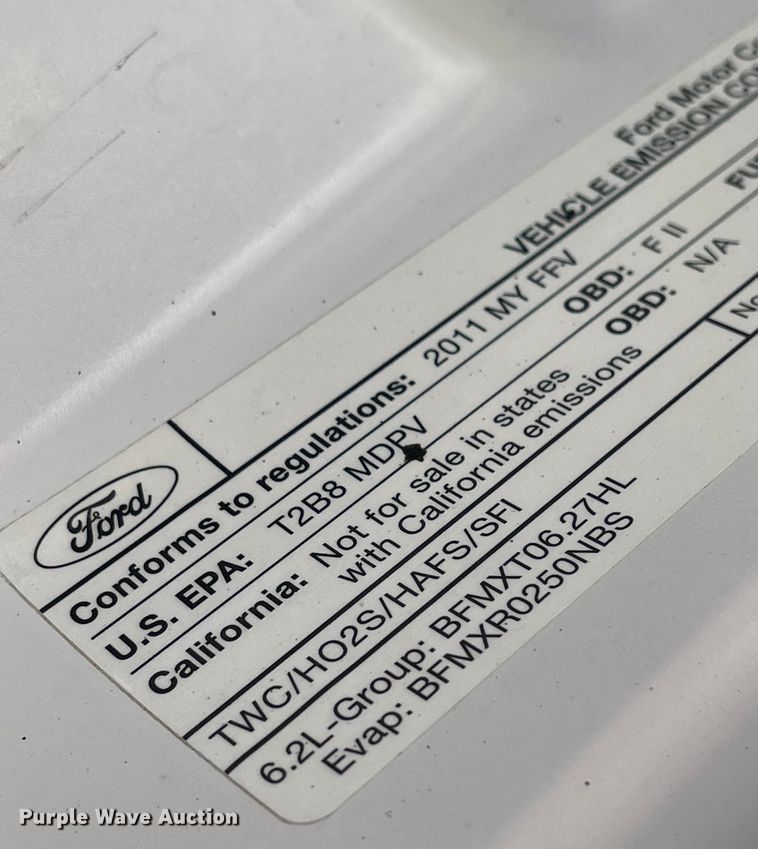 Ford Motor Co
VEHICLE EMISSION CON
Ford
Conforms to regulations: 2011 MY FFV
U.S. EPA: T2B8 MDPV OBD: F II FU
California: Not for sale in states OBD: N/A
with California emissions
TWC/HO2S/HAFS/SFI No
6.2L-Group: BFMXT06.27HL
Evap: BFMXR0250NBS
Purple Wave Auction